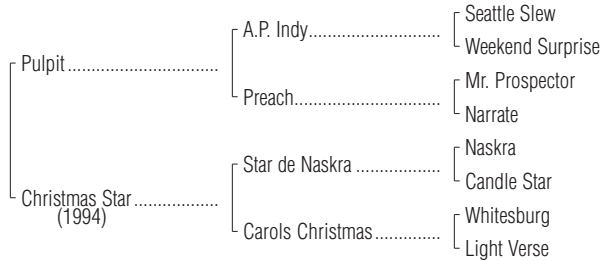 Seattle Slew
A.P. Indy
Weekend Surprise
Pulpit
Mr. Prospector
Preach
Narrate
Naskra
Star de Naskra
Candle Star
Christmas Star
(1994)
Whitesburg
Carols Christmas
Light Verse